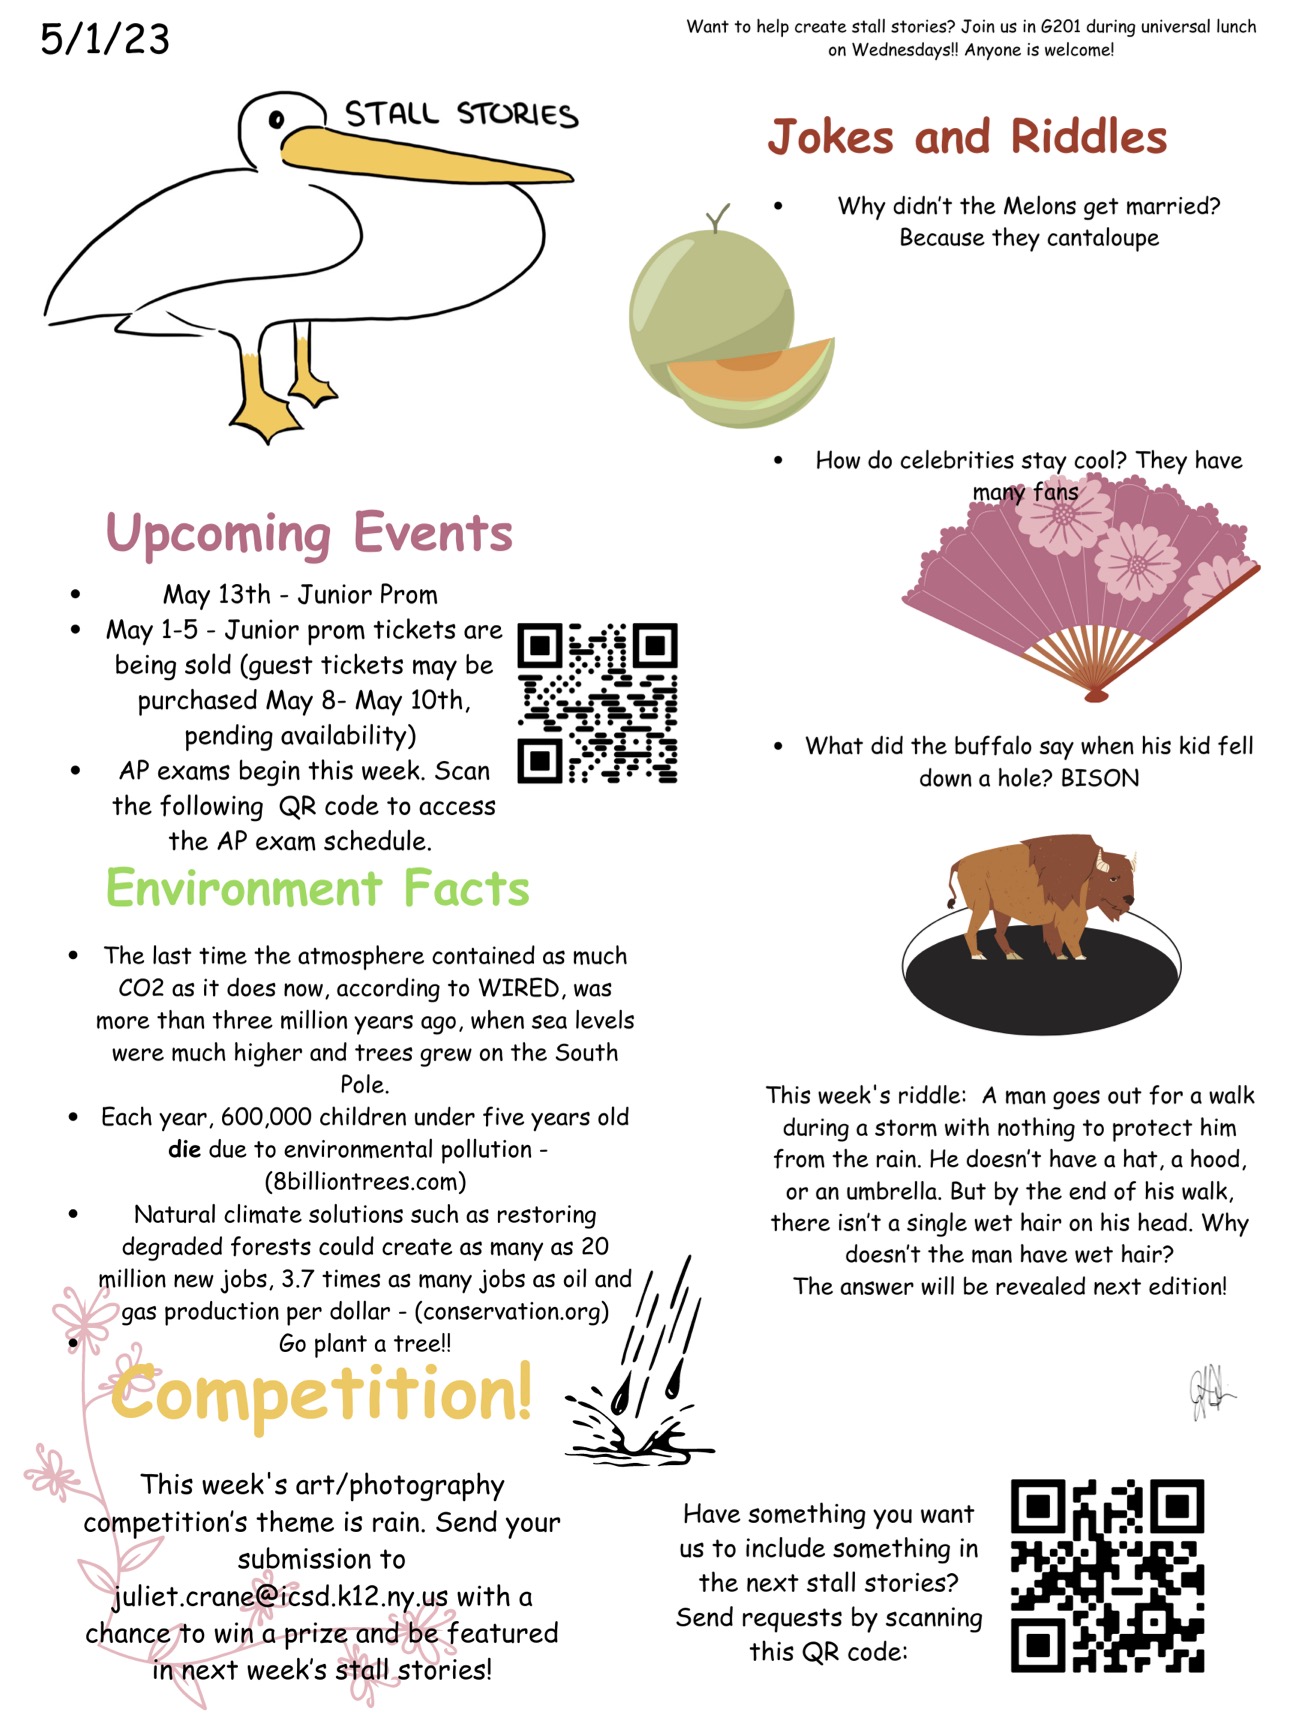 5/1/23
Want to help create stall stories? Join us in G201 during universal lunch
on Wednesdays!! Anyone is welcome!
STALL STORIES
Upcoming Events
• May 13th - Junior Prom
• May 1-5 - Junior prom tickets are
being sold (guest tickets may be
purchased May 8- May 10th,
pending availability)
• AP exams begin this week. Scan
the following QR code to access
the AP exam schedule.
Environment Facts
• The last time the atmosphere contained as much
CO2 as it does now, according to WIRED, was
more than three million years ago, when sea levels
were much higher and trees grew on the South
Pole.
• Each year, 600,000 children under five years old
die due to environmental pollution -
(8billiontrees.com)
• Natural climate solutions such as restoring
degraded forests could create as many as 20
million new jobs, 3.7 times as many jobs as oil and
gas production per dollar - (conservation.org)
• Go plant a tree!!
Competition!
This week's art/photography
competition's theme is rain. Send your
submission to
juliet.crane@icsd.k12.ny.us with a
chance to win a prize and be featured
in next week's stall stories!
Jokes and Riddles
• Why didn't the Melons get married?
Because they cantaloupe
• How do celebrities stay cool? They have
many fans
• What did the buffalo say when his kid fell
down a hole? BISON
This week's riddle: A man goes out for a walk
during a storm with nothing to protect him
from the rain. He doesn't have a hat, a hood,
or an umbrella. But by the end of his walk,
there isn't a single wet hair on his head. Why
doesn't the man have wet hair?
The answer will be revealed next edition!
Have something you want
us to include something in
the next stall stories?
Send requests by scanning
this QR code: